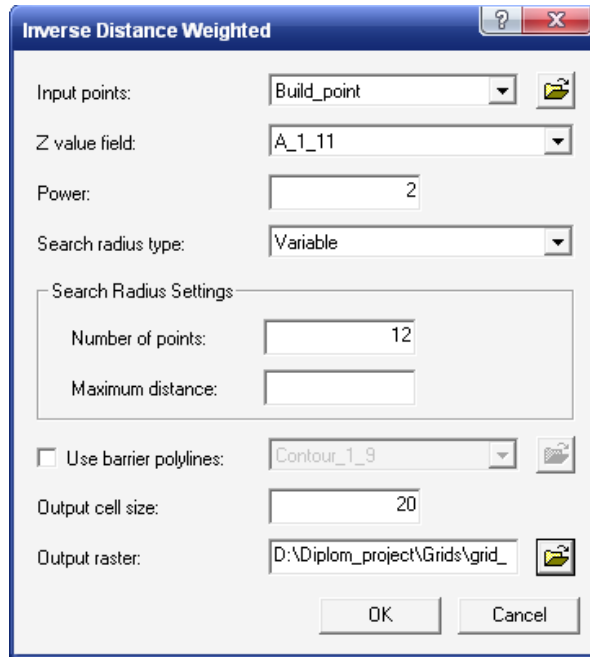 Inverse Distance Weighted
Input points: Build_point
Z value field: A_1_11
Power: 2
Search radius type: Variable
Search Radius Settings
Number of points: 12
Maximum distance:
Use barrier polylines: Contour_1_9
Output cell size: 20
Output raster: D:\Diplom_project\Grids\grid_
OK Cancel